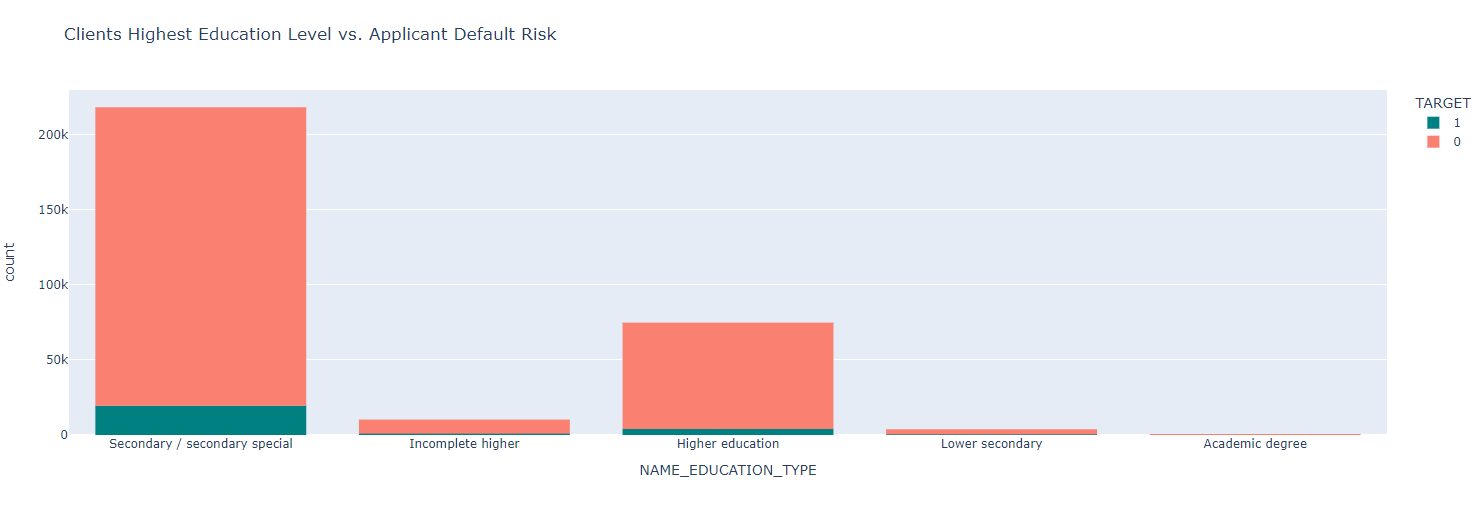 Clients Highest Education Level vs. Applicant Default Risk
TARGET
1
0
200k
150k
100k
50k
0
count
Secondary / secondary special
Incomplete higher
Higher education
Lower secondary
Academic degree
NAME_EDUCATION_TYPE